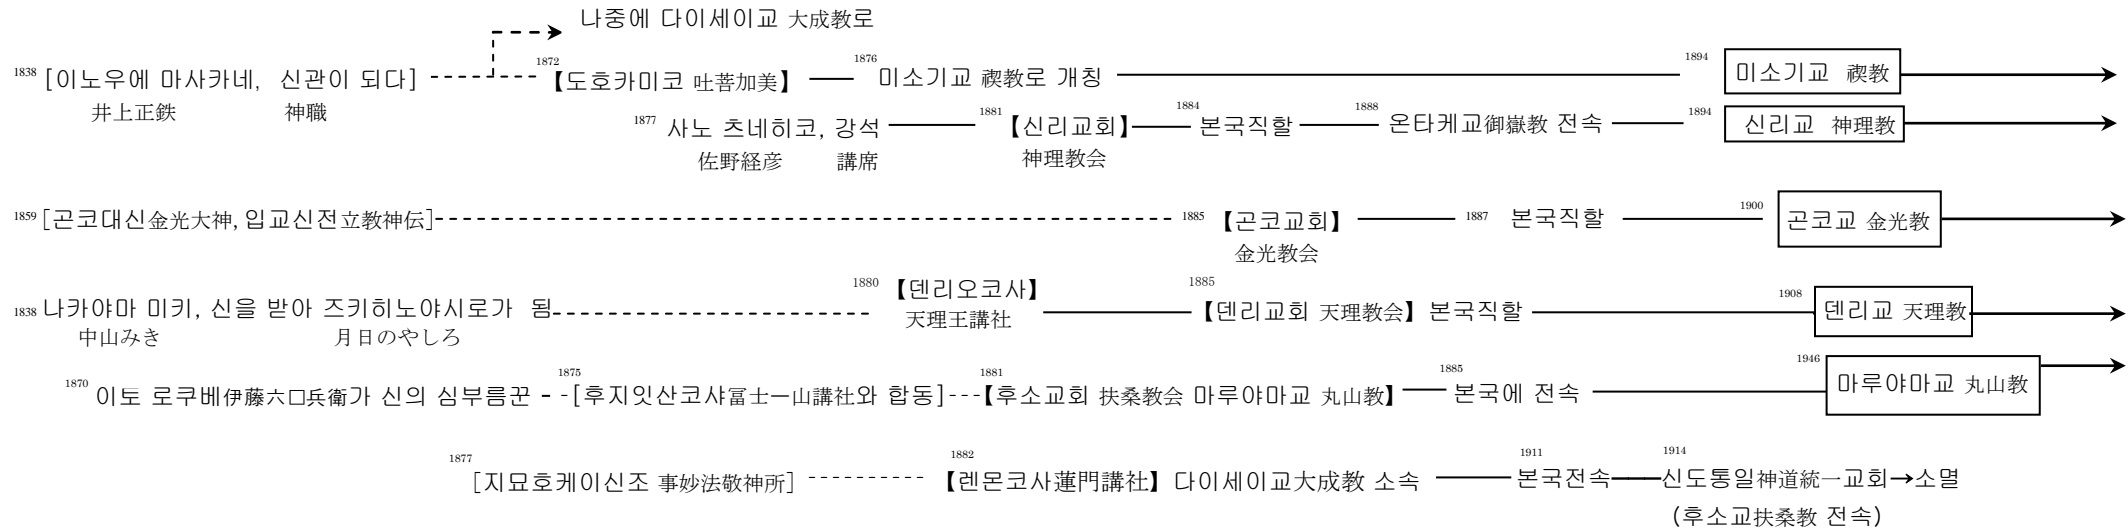 나중에 다이세이교 大成教로
1838 [이노우에 마사카네, 신관이 되다] 1872 【도호카미코 吐菩加美】 1876 미소기교 禊教로 개칭 1894 미소기교 禊教
井上正鉄 神職
1877 사노 츠네히코, 강석 1881 【신리교회】 1884 본국직할 1888 온타케교御嶽教 전속 1894 신리교 神理教
佐野経彦 講席 神理教会
1859 [곤코대신金光大神, 입교신전立教神伝] 1885 【곤코교회】 1887 본국직할 1900 곤코교 金光教
金光教会
1838 나카야마 미키, 신을 받아 즈키히노야시로가 됨 1880 【덴리오코사】 1885 【덴리교회 天理教会】 본국직할 1908 덴리교 天理教
天理王講社
中山みき 月日のやしろ
1870 이토 로쿠베伊藤六口兵衛가 신의 심부름꾼 1875 [후지잇산코샤冨士一山講社와 합동] 1881 【후소교회 扶桑教会 마루야마교 丸山教】 1885 본국에 전속 1946 마루야마교 丸山教
1877 [지묘호케이신조 事妙法敬神所] 1882 【렌몬코사蓮門講社】 다이세이교大成教 소속 1911 본국전속 1914 신도통일神道統一교회→소멸
(후소교扶桑教 전속)